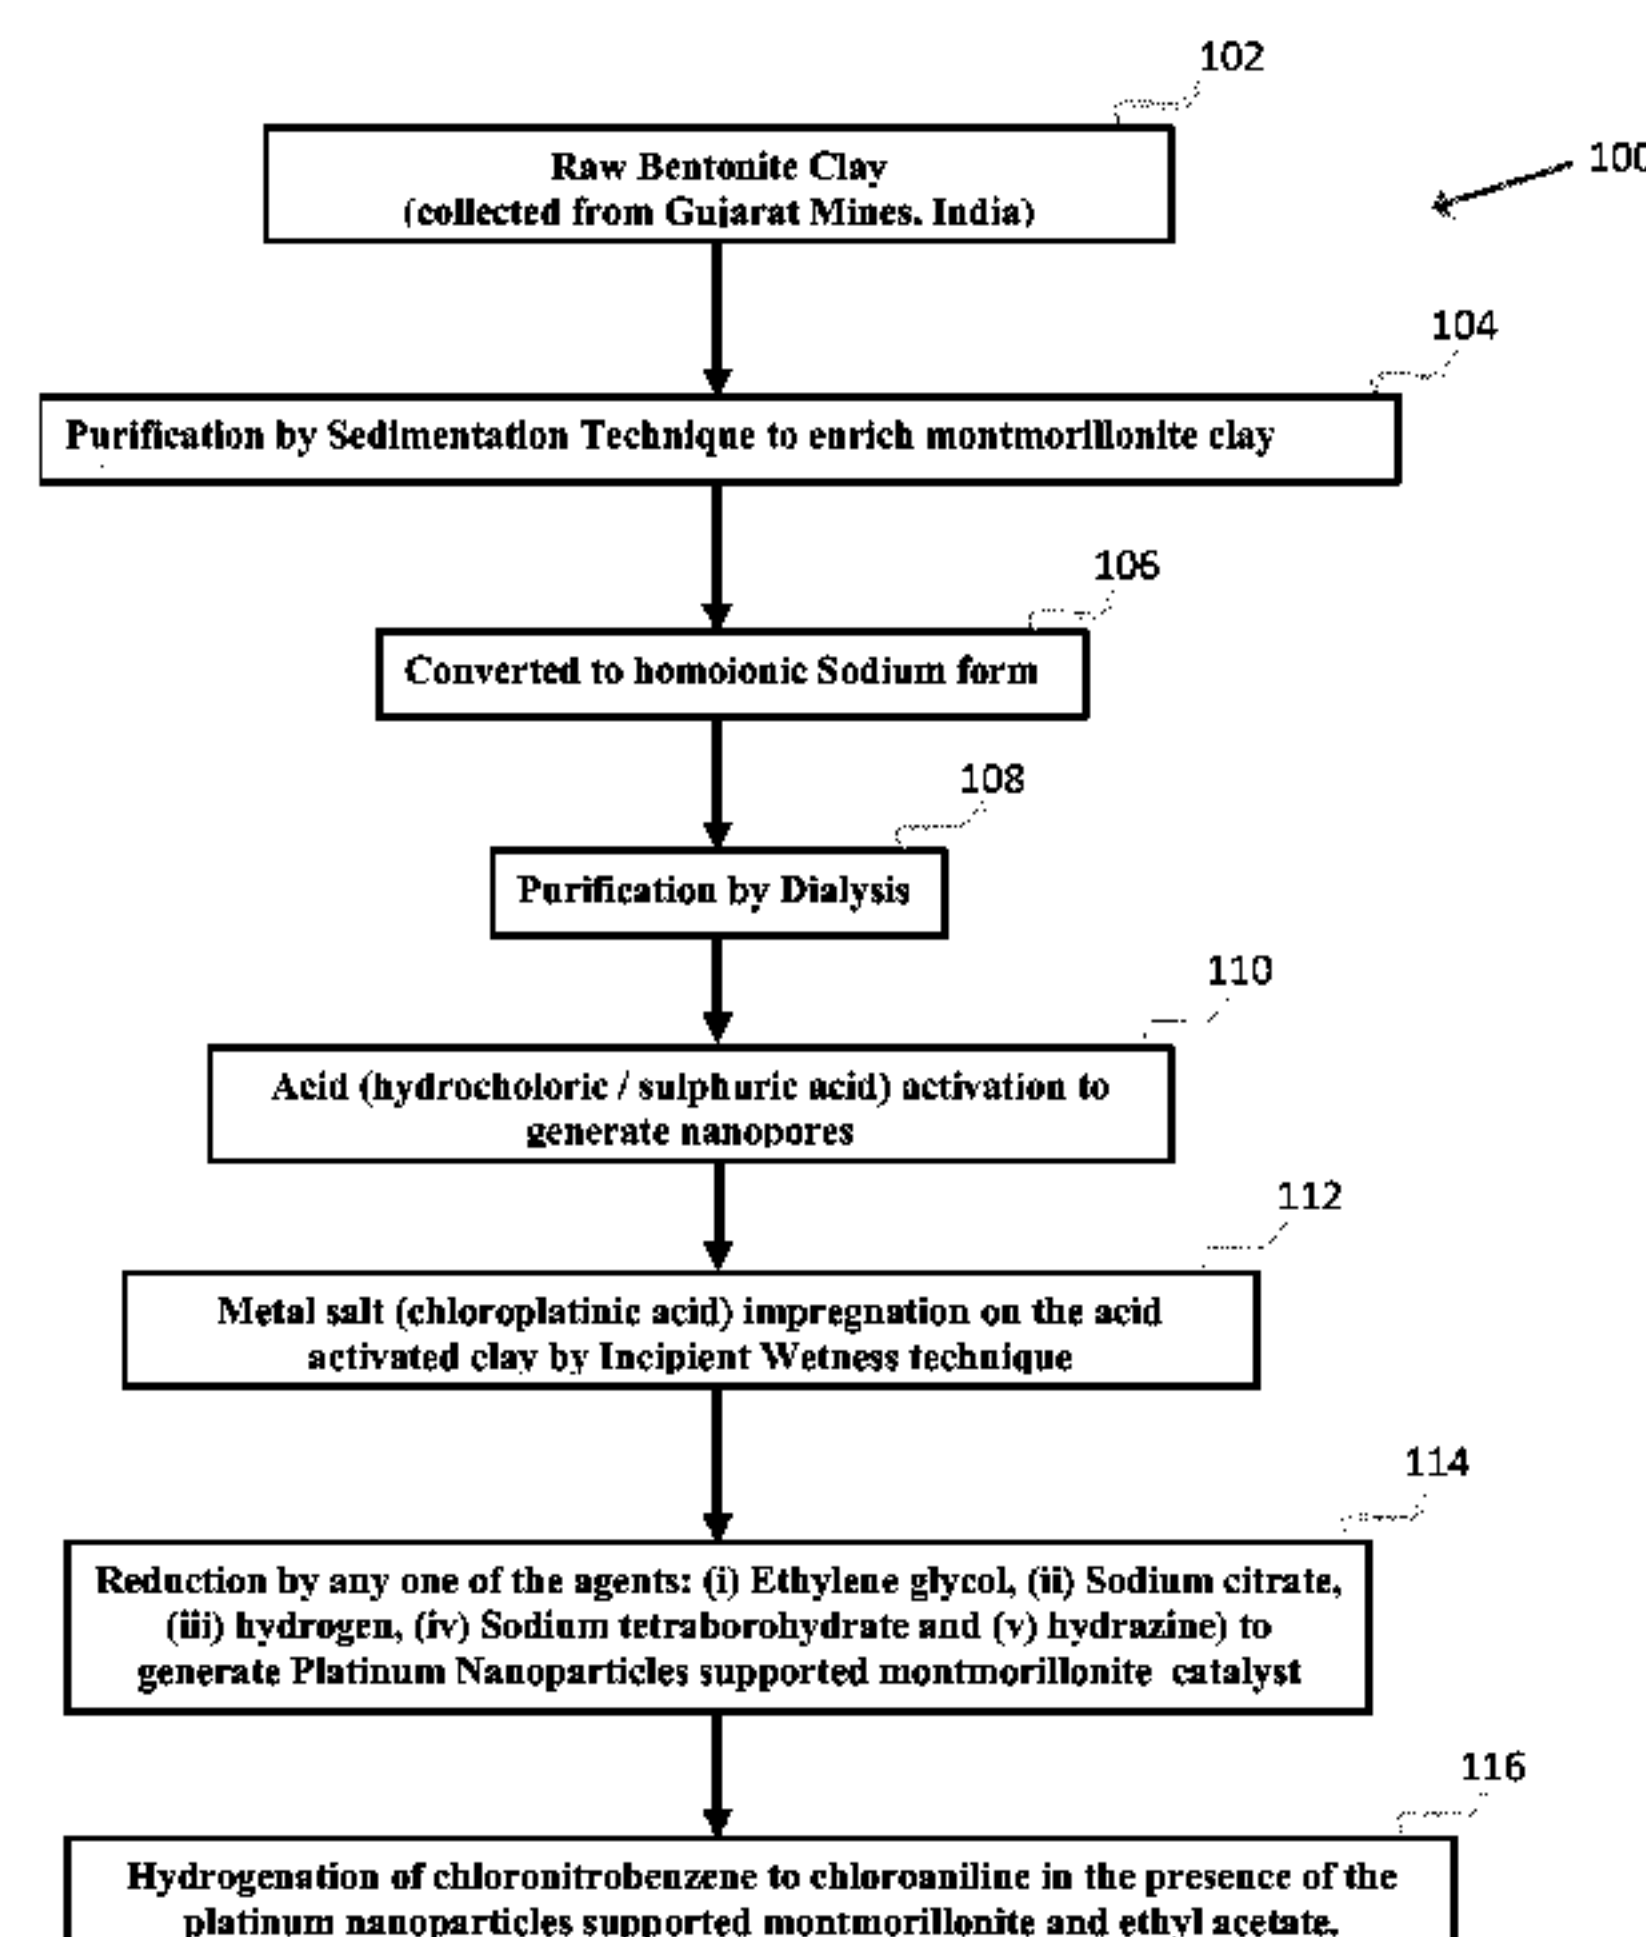 102
Raw Bentonite Clay
(collected from Gujarat Mines. India)
100
104
Purification by Sedimentation Technique to enrich montmorillonite clay
106
Converted to homoionic Sodium form
108
Purification by Dialysis
110
Acid (hydrocholoric / sulphuric acid) activation to
generate nanopores
112
Metal salt (chloroplatinic acid) impregnation on the acid
activated clay by Incipient Wetness technique
114
Reduction by any one of the agents: (i) Ethylene glycol, (ii) Sodium citrate,
(iii) hydrogen, (iv) Sodium tetraborohydrate and (v) hydrazine) to
generate Platinum Nanoparticles supported montmorillonite catalyst
116
Hydrogenation of chloronitrobenzene to chloroaniline in the presence of the
platinum nanoparticles supported montmorillonite and ethyl acetate.